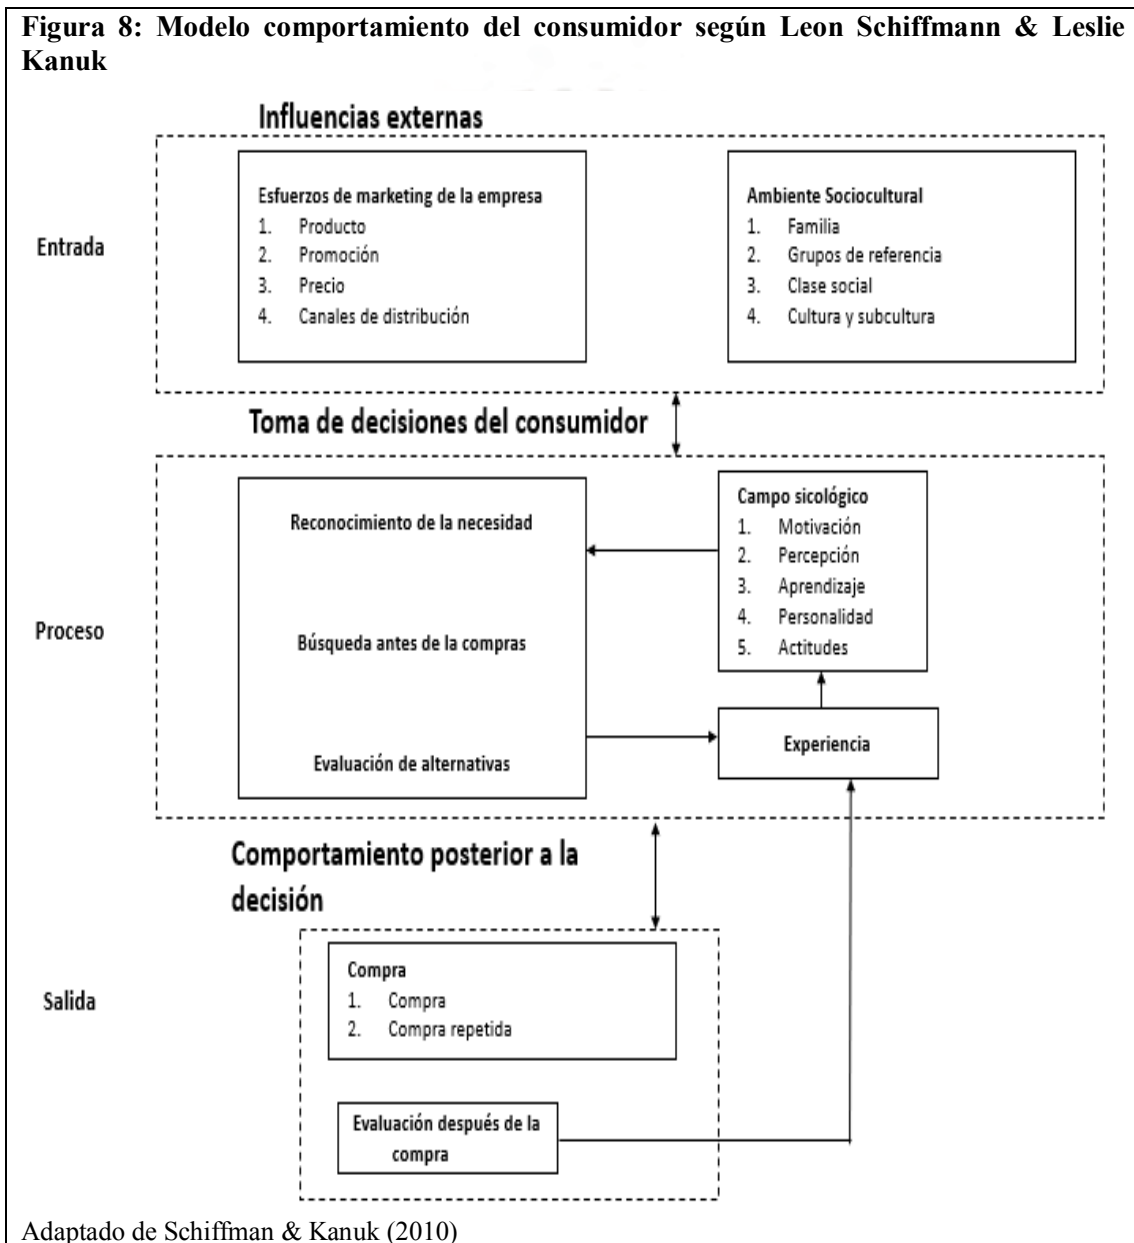 Figura 8: Modelo comportamiento del consumidor según Leon Schiffmann & Leslie
Kanuk
Influencias externas
Entrada
Esfuerzos de marketing de la empresa
1. Producto
2. Promoción
3. Precio
4. Canales de distribución
Ambiente Sociocultural
1. Familia
2. Grupos de referencia
3. Clase social
4. Cultura y subcultura
Toma de decisiones del consumidor
Proceso
Reconocimiento de la necesidad
Búsqueda antes de la compras
Evaluación de alternativas
Campo sicológico
1. Motivación
2. Percepción
3. Aprendizaje
4. Personalidad
5. Actitudes
Experiencia
Comportamiento posterior a la
decisión
Salida
Compra
1. Compra
2. Compra repetida
Evaluación después de la
compra
Adaptado de Schiffman & Kanuk (2010)